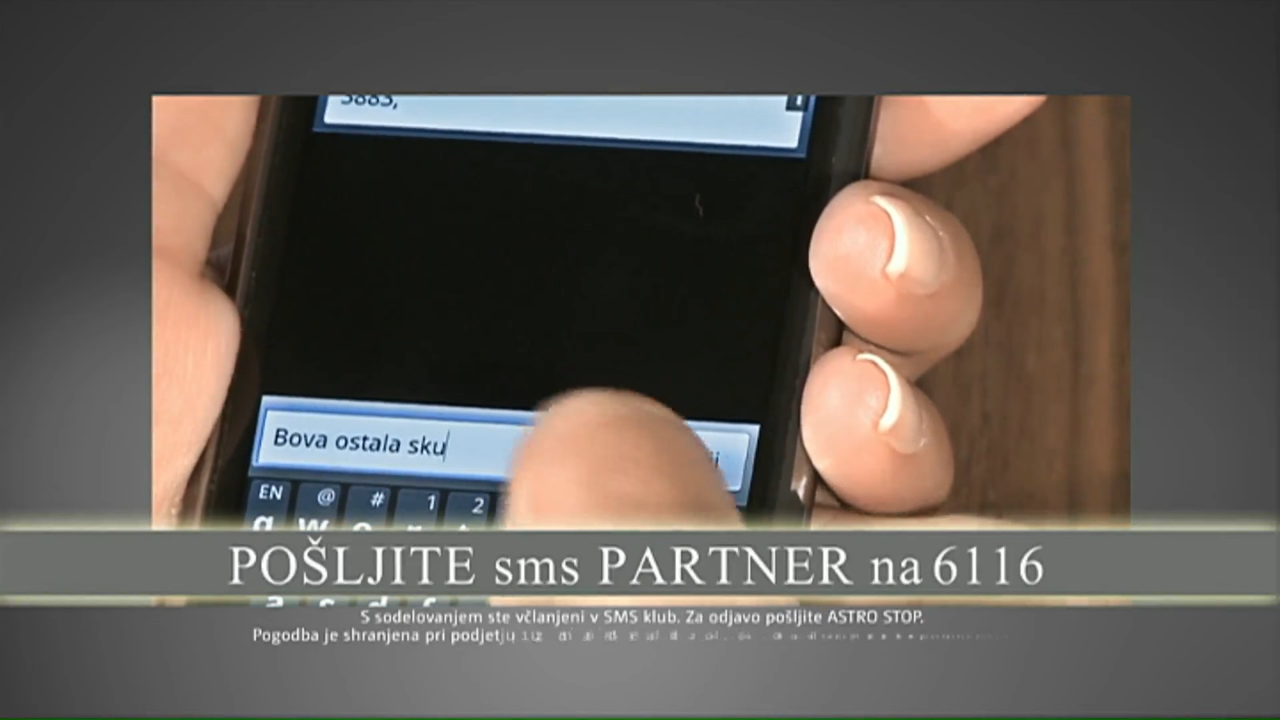 3883,
Bova ostala sku
EN @ # 1 2
POŠLJITE sms PARTNER na 6116
S sodelovanjem ste včlanjeni v SMS klub. Za odjavo pošljite ASTRO STOP.
Pogodba je shranjena pri podjetju